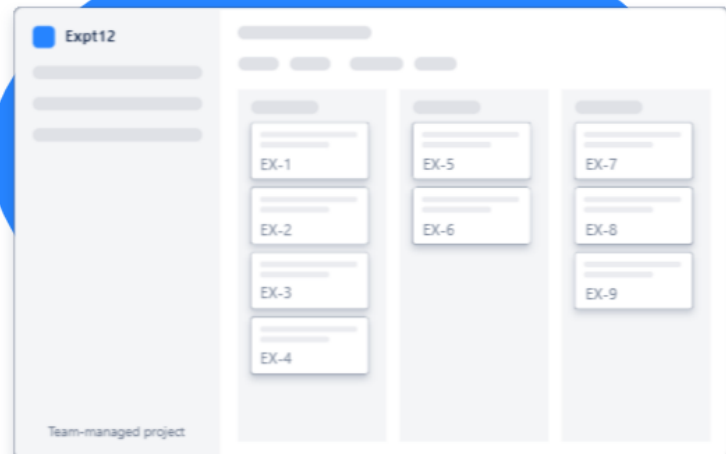 Expt12
EX-1
EX-2
EX-3
EX-4
EX-5
EX-6
EX-7
EX-8
EX-9
Team-managed project